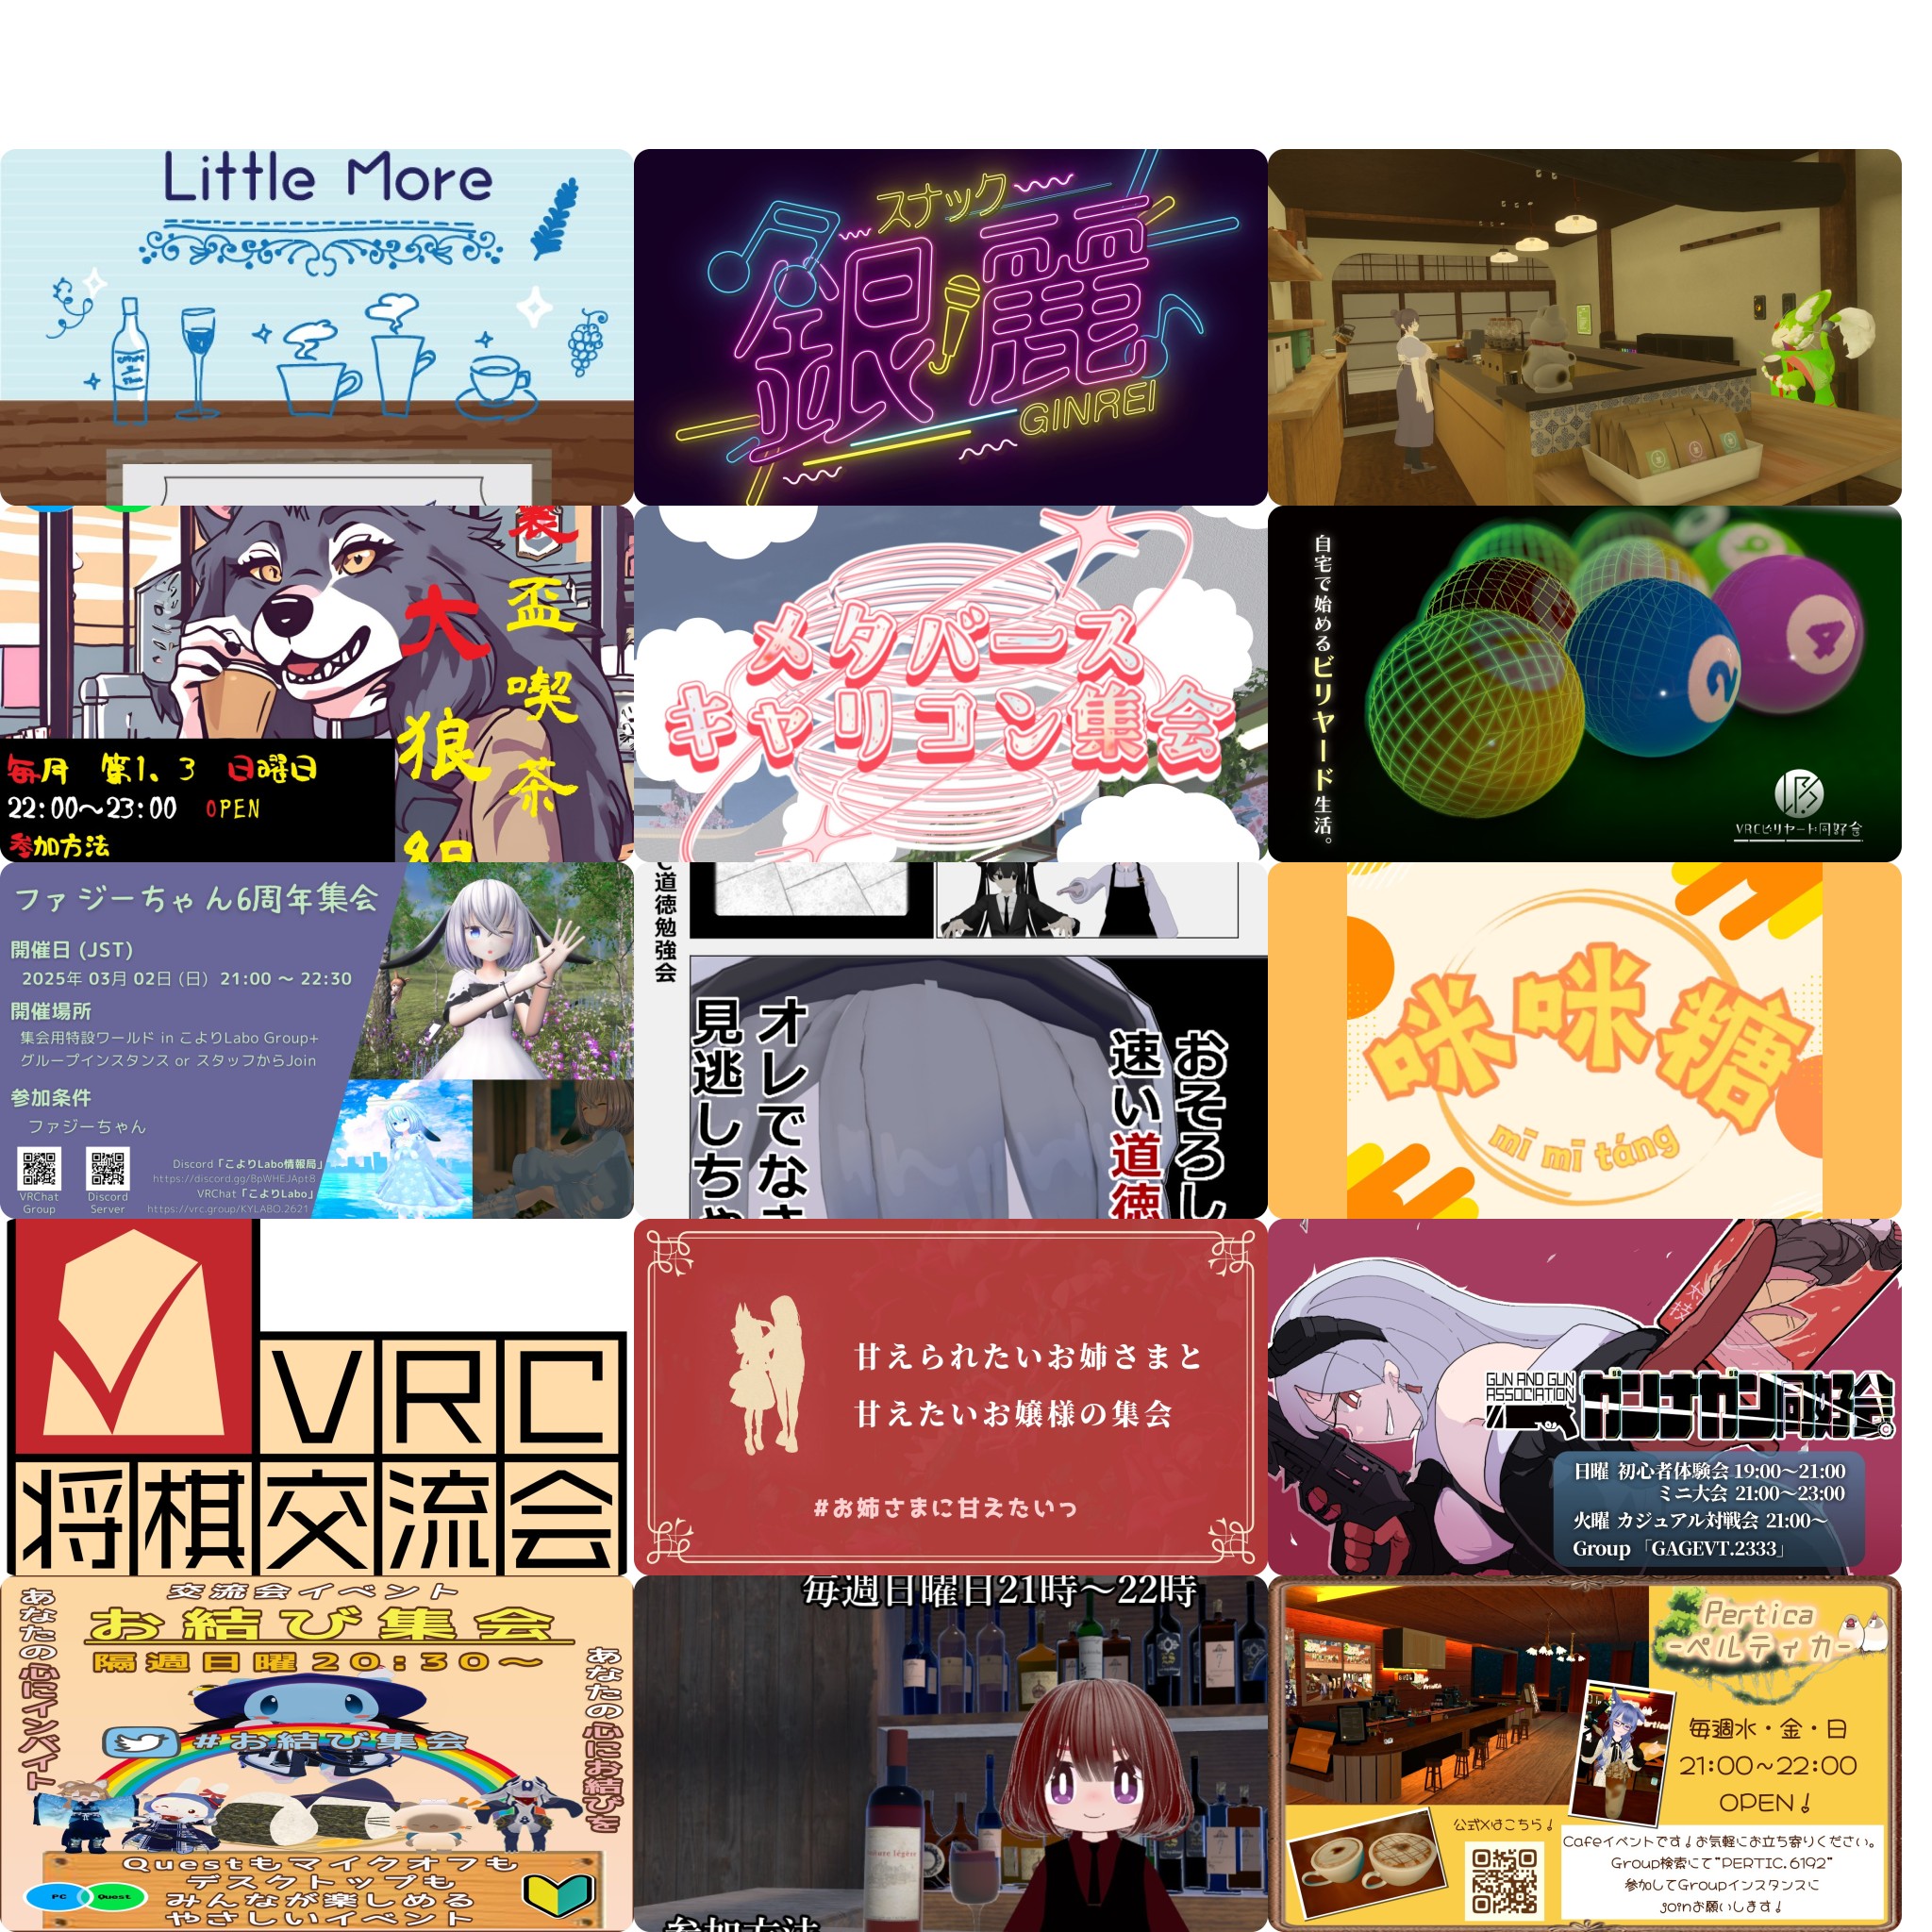 Little More
スナック
銀麗
GINREI
裏
盃
喫
茶
大
狼
組
毎月 第1、3 日曜日
22:00～23:00 OPEN
参加方法
メタバース
キャリコン集会
自宅で始めるビリヤード生活。
2
4
VRCビリヤード同好会
ファジーちゃん6周年集会
開催日 (JST)
2025年 03月 02日 (日) 21:00 ～ 22:30
開催場所
集会用特設ワールド in こよりLabo Group+
グループインスタンス or スタッフからJoin
参加条件
ファジーちゃん
VRChat
Group
Discord
Server
Discord「こよりLabo情報局」
https://discord.gg/BpWHEJApt8
VRChat「こよりLabo」
https://vrc.group/KYLABO.2621
道徳勉強会
おそろし
速い道徳
オレでなき
見逃しちゃ
咪咪糖
mī mī táng
VRC
将棋交流会
甘えられたいお姉さまと
甘えたいお嬢様の集会
#お姉さまに甘えたいっ
GUN AND GUN
ASSOCIATION
ガンナガン同好会
日曜 初心者体験会 19:00～21:00
ミニ大会 21:00～23:00
火曜 カジュアル対戦会 21:00～
Group 「GAGEVT.2333」
交流会イベント
お結び集会
隔週日曜20:30～
あなたの心にインバイト
あなたの心にお結びを
#お結び集会
Questもマイクオフも
デスクトップも
みんなが楽しめる
やさしいイベント
PC
Quest
毎週日曜日21時～22時
参加方法
Pertica
-ペルティカ-
毎週水・金・日
21:00～22:00
OPEN！
公式Xはこちら！
Cafeイベントです！お気軽にお立ち寄りください。
Group検索にて"PERTIC.6192"
参加してGroupインスタンスに
joinお願いします！